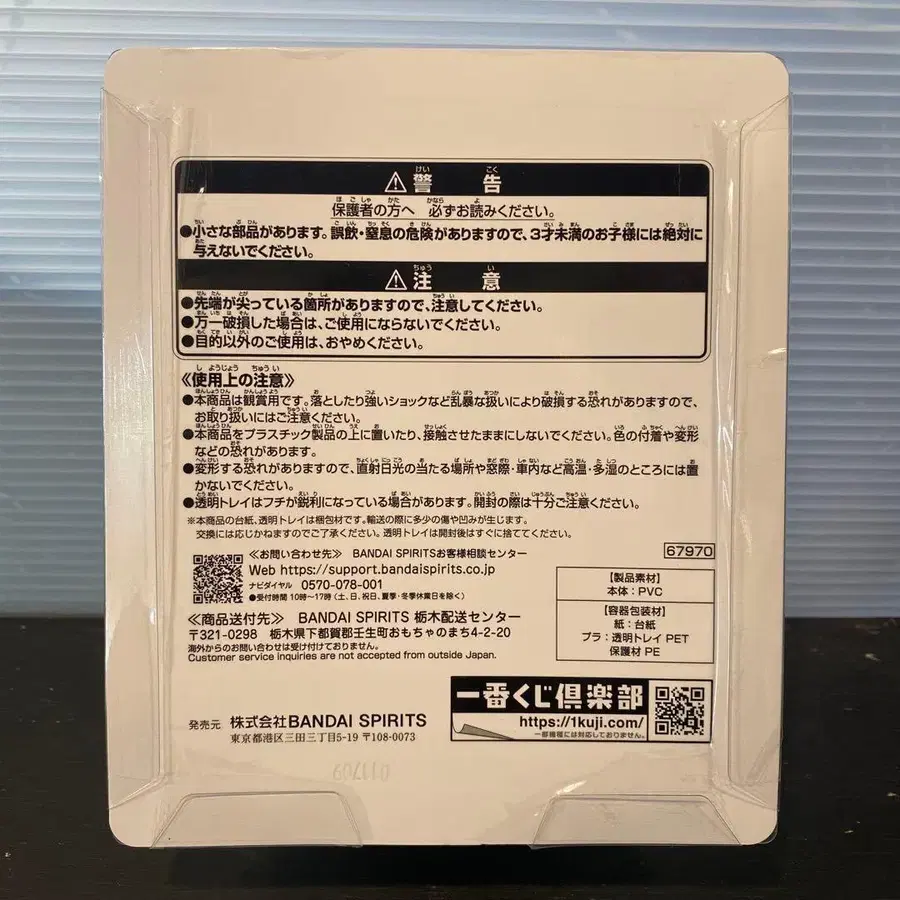 ⚠警告
保護者の方へ 必ずお読みください。
●小さな部品があります。誤飲・窒息の危険がありますので、3才未満のお子様には絶対に
与えないでください。
⚠注意
●先端が尖っている箇所がありますので、注意してください。
●万一破損した場合は、ご使用にならないでください。
●目的以外のご使用は、おやめください。
《使用上の注意》
●本商品は観賞用です。落としたり強いショックなど乱暴な扱いにより破損する恐れがありますので、
お取り扱いにはご注意ください。
●本商品をプラスチック製品の上に置いたり、接触させたままにしないでください。色の付着や変形
などの恐れがあります。
●変形する恐れがありますので、直射日光の当たる場所や窓際・車内など高温・多湿のところには置
かないでください。
●透明トレイはフチが鋭利になっている場合があります。開封の際は十分ご注意ください。
※本商品の台紙、透明トレイは梱包材です。輸送の際に多少の傷や凹みが生じます。
交換には応じかねますのでご了承ください。透明トレイは開封後はすぐに捨ててください。
≪お問い合わせ先≫ BANDAI SPIRITSお客様相談センター
Web https://support.bandaispirits.co.jp
ナビダイヤル 0570-078-001
●受付時間 10時～17時(土、日、祝日、夏季・冬季休業日を除く)
≪商品送付先≫ BANDAI SPIRITS 栃木配送センター
〒321-0298 栃木県下都賀郡壬生町おもちゃのまち4-2-20
海外からのお問い合わせは受け付けておりません。
Customer service inquiries are not accepted from outside Japan.
67970
【製品素材】
本体：PVC
【容器包装材】
紙：台紙
プラ：透明トレイ PET
保護材 PE
一番くじ倶楽部
https://1kuji.com/
一部機種には対応しておりません。
発売元 株式会社BANDAI SPIRITS
東京都港区三田三丁目5-19 〒108-0073
011709